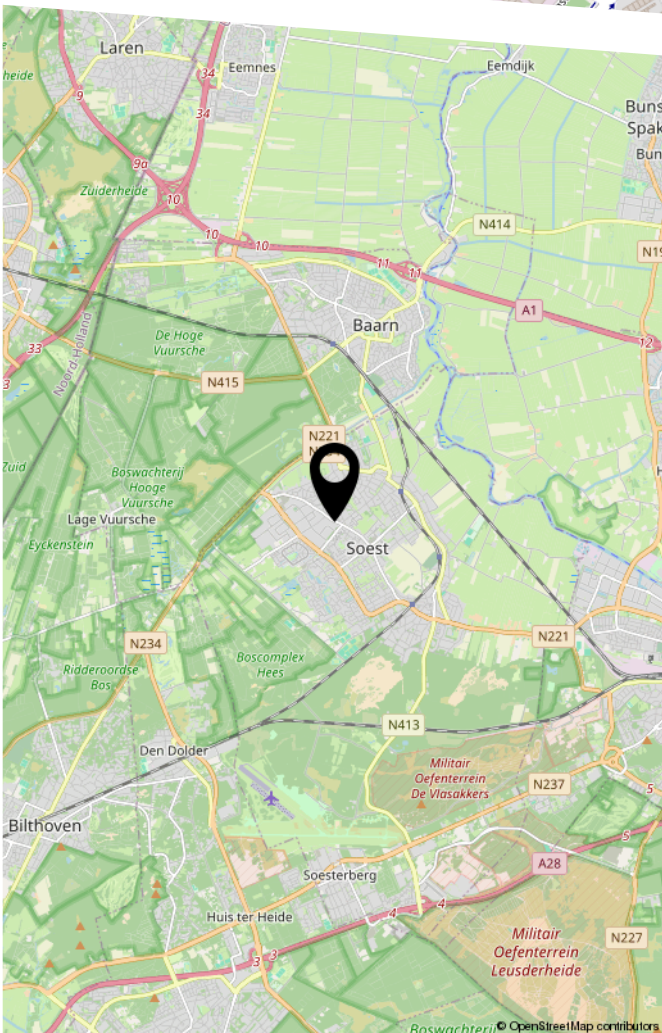 Laren
34
Eemnes
Eemdijk
heide
9
34
Buns
Spak
Bun
9a
Zuiderheide
10
N414
10
10
N19
11
11
A1
Baarn
12
De Hoge
Vuursche
33
3
Noord-Holland
N415
N221
Zuid
Boswachterij
Hooge
Vuursche
Lage Vuursche
Eyckenstein
Soest
N221
N234
Boscomplex
Hees
Ridderoordse
Bos
N413
Den Dolder
Militair
Oefenterrein
De Vlasakkers
N237
5
Bilthoven
5
A28
Soesterberg
Huis ter Heide
4
4
N227
Militair
Oefenterrein
Leusderheide
3
3
Boswachterij
© OpenStreetMap contributors